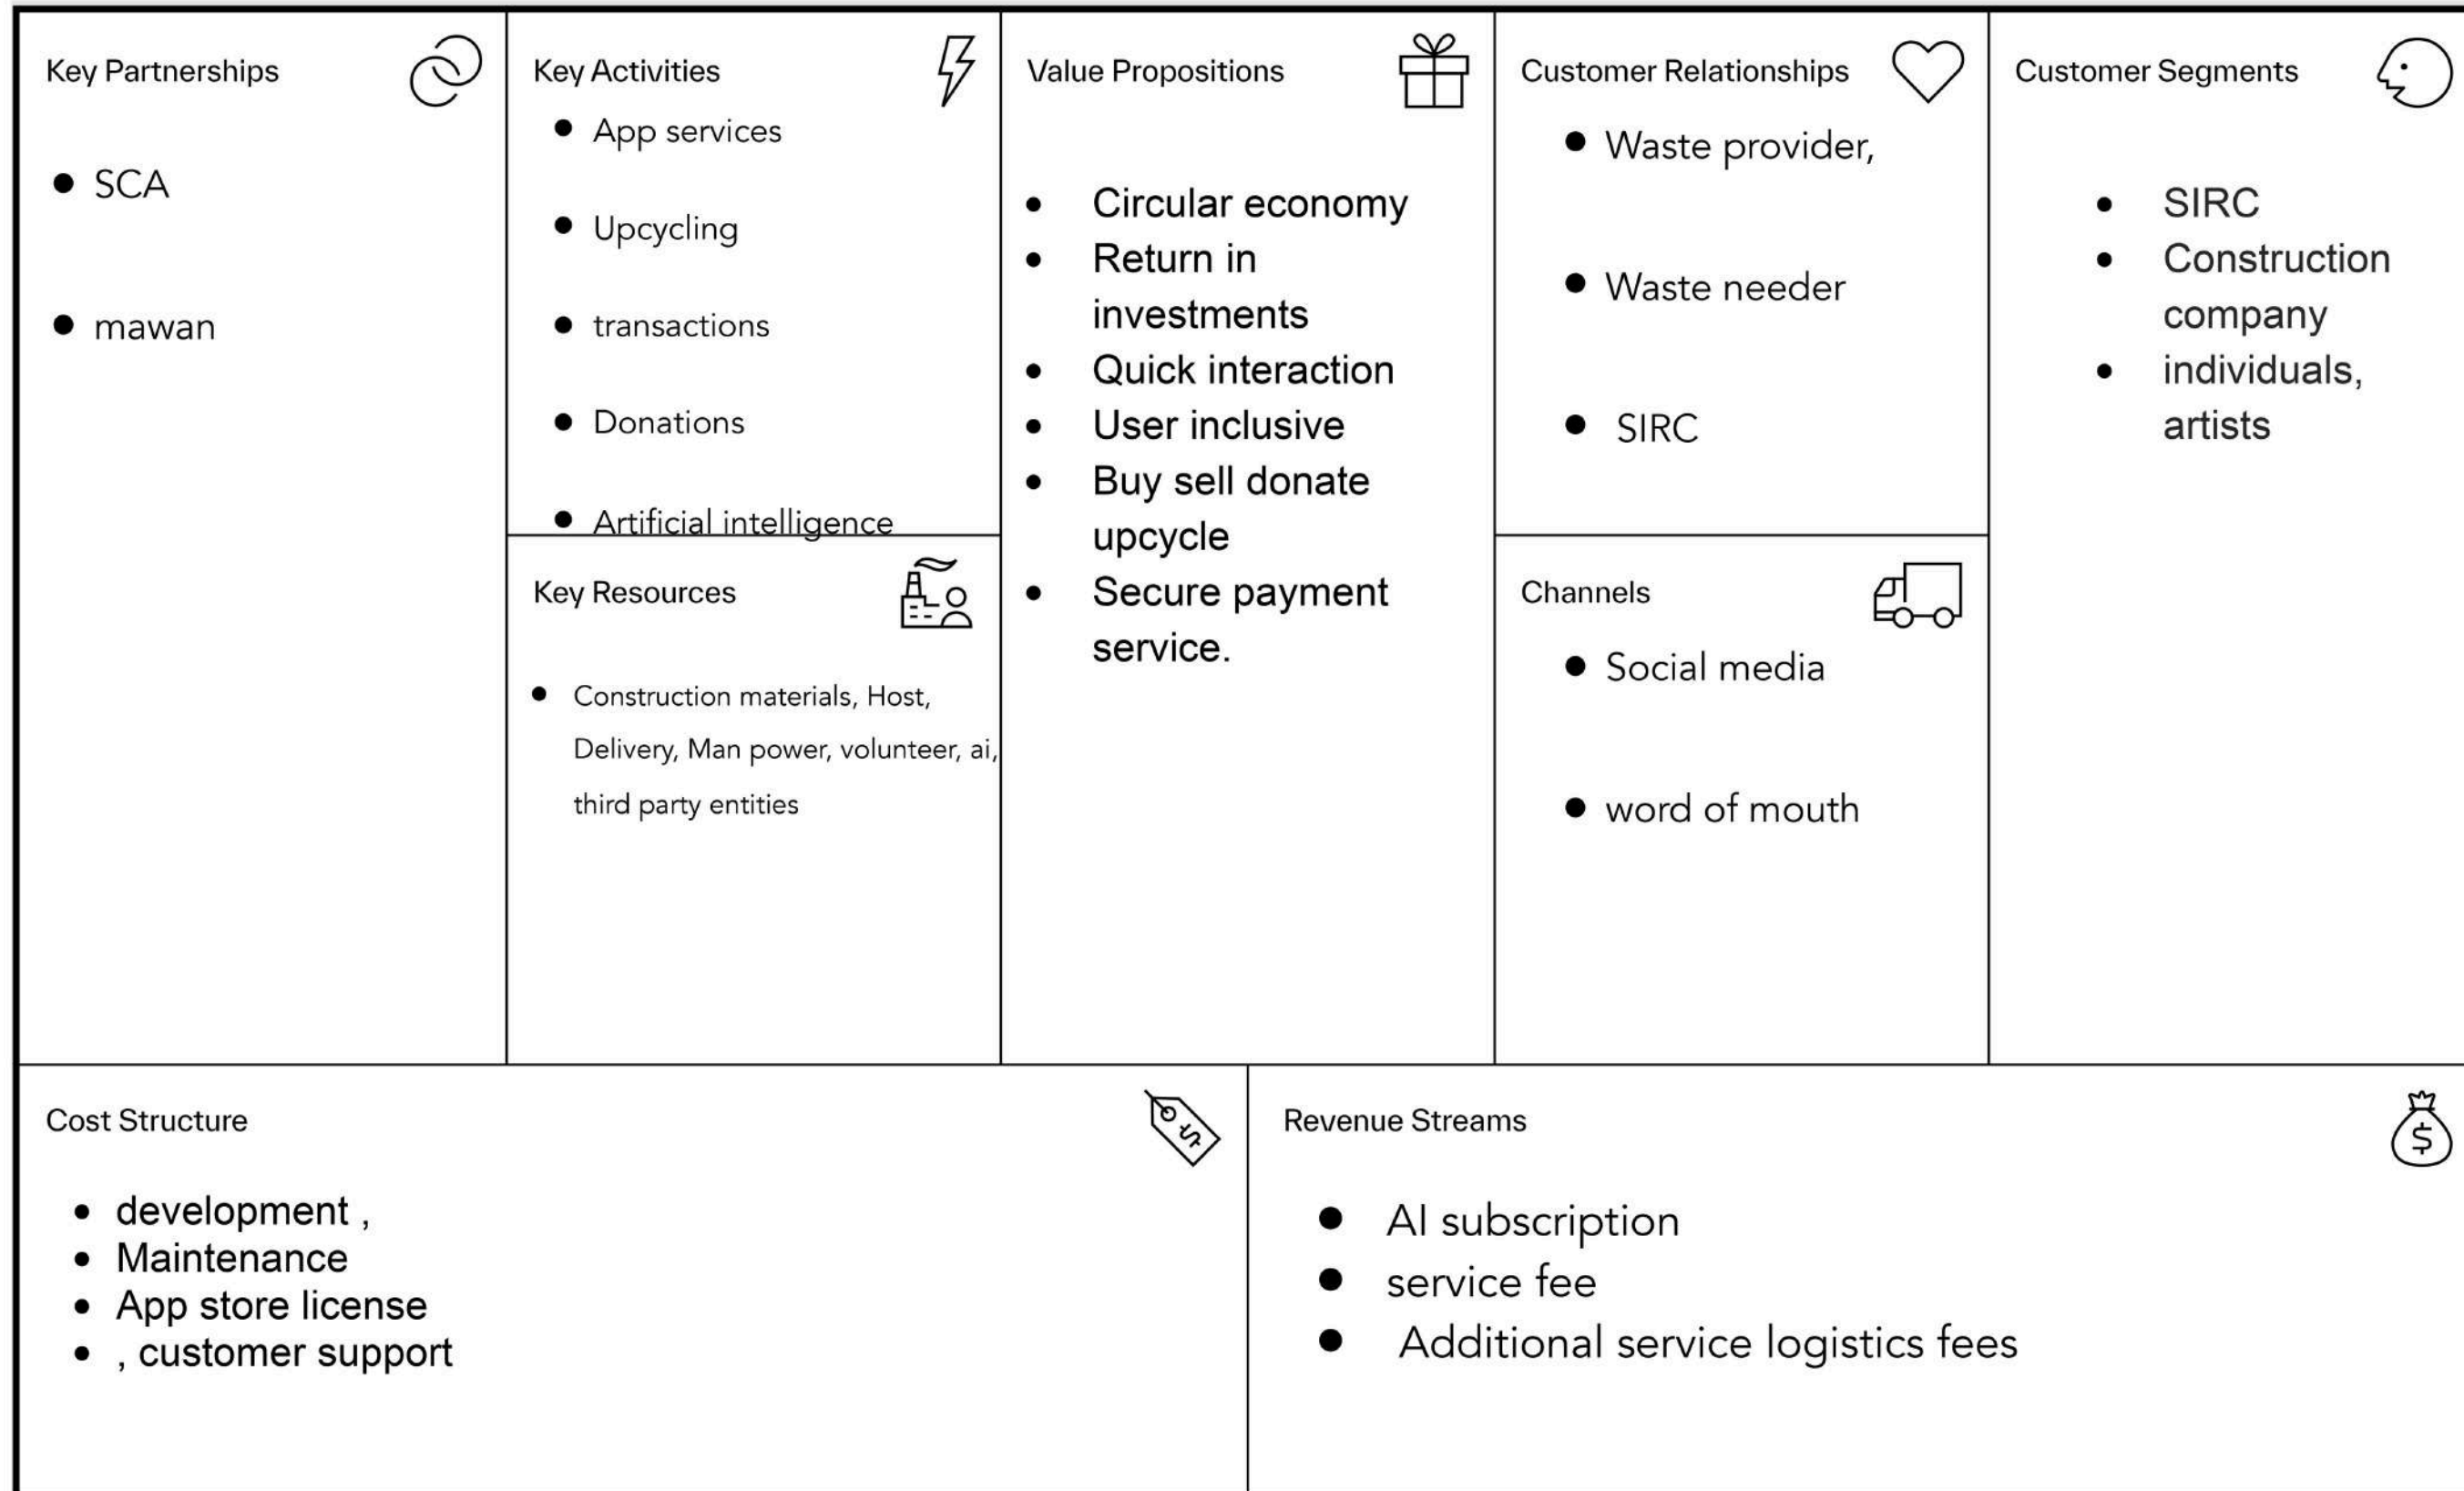 Key Partnerships
SCA
mawan
Key Activities
App services
Upcycling
transactions
Donations
Artificial intelligence
Key Resources
Construction materials, Host,
Delivery, Man power, volunteer, ai,
third party entities
Value Propositions
Circular economy
Return in
investments
Quick interaction
User inclusive
Buy sell donate
upcycle
Secure payment
service.
Customer Relationships
Waste provider,
Waste needer
SIRC
Channels
Social media
word of mouth
Customer Segments
SIRC
Construction
company
individuals,
artists
Cost Structure
development ,
Maintenance
App store license
, customer support
Revenue Streams
AI subscription
service fee
Additional service logistics fees